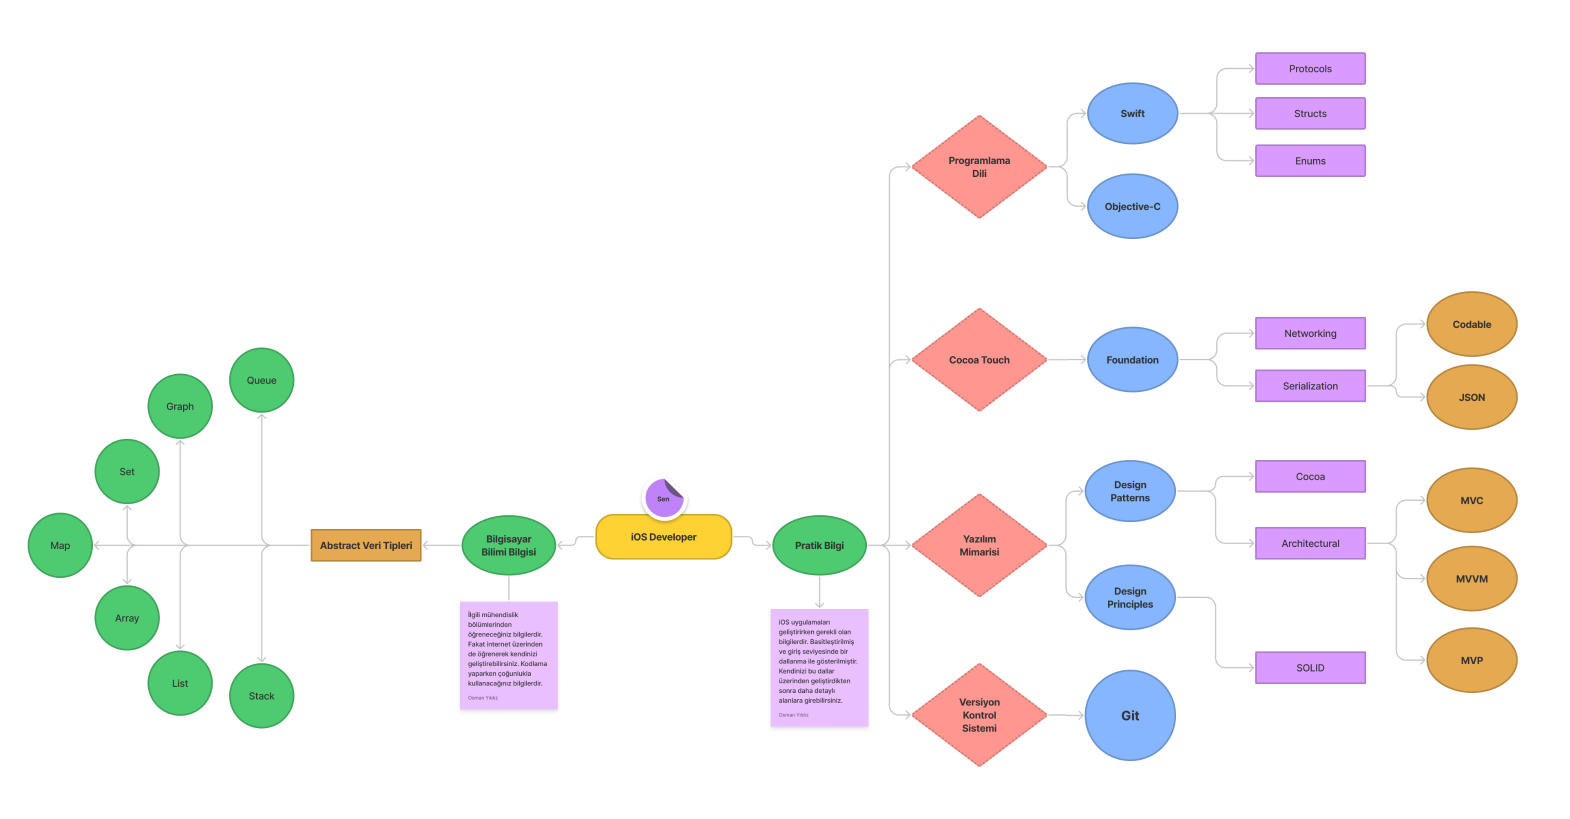 Queue
Graph
Set
Map
Array
List
Stack
Abstract Veri Tipleri
Bilgisayar
Bilimi Bilgisi
İlgili mühendislik
bölümlerinden
öğreneceğiniz bilgilerdir.
Fakat internet üzerinden
de öğrenerek kendinizi
geliştirebilirsiniz. Kodlama
yaparken çoğunlukla
kullanacağınız bilgilerdir.
Osman Yıldız
Sen
iOS Developer
Pratik Bilgi
iOS uygulamaları
geliştirirken gerekli olan
bilgilerdir. Basitleştirilmiş
ve giriş seviyesinde bir
dallanma ile gösterilmiştir.
Kendinizi bu dallar
üzerinden geliştirdikten
sonra daha detaylı
alanlara girebilirsiniz.
Osman Yıldız
Programlama
Dili
Swift
Objective-C
Protocols
Structs
Enums
Cocoa Touch
Foundation
Networking
Serialization
Codable
JSON
Yazılım
Mimarisi
Design
Patterns
Design
Principles
Cocoa
Architectural
SOLID
MVC
MVVM
MVP
Versiyon
Kontrol
Sistemi
Git